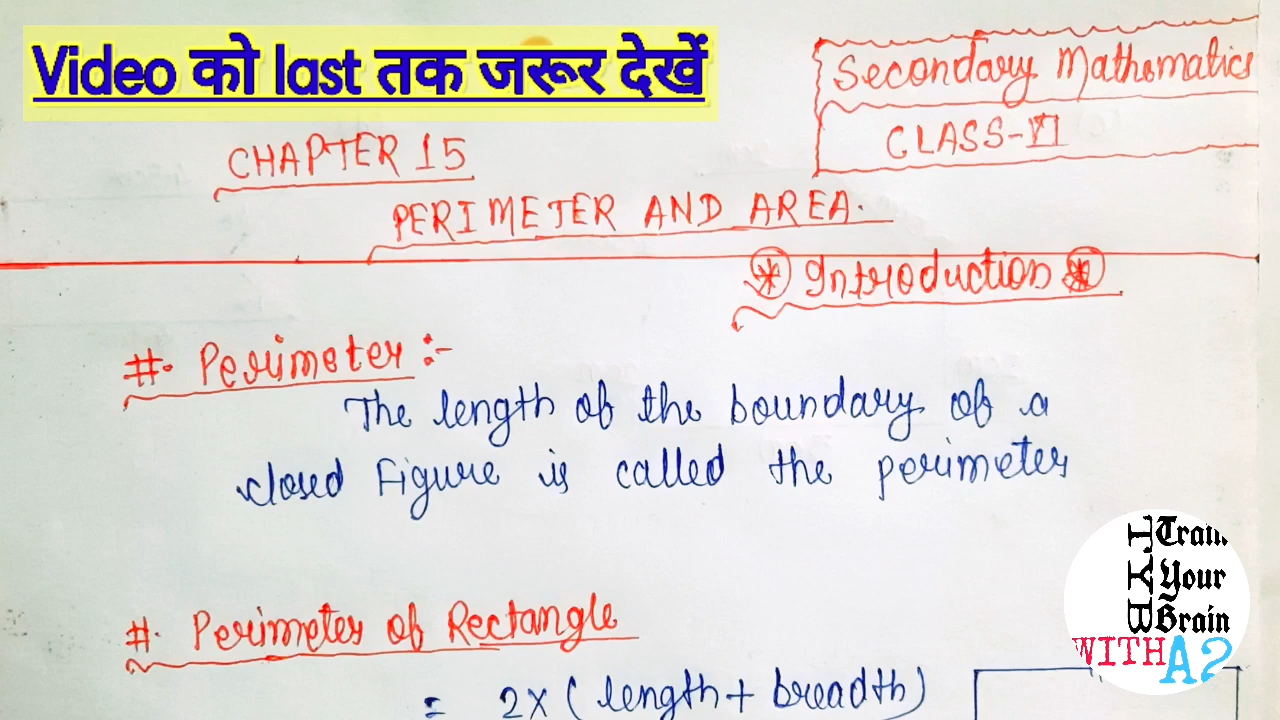 Video को last तक जरूर देखें
Secondary Mathematics
CLASS-VI
CHAPTER 15
PERIMETER AND AREA.
Introduction
#. Perimeter :-
The length of the boundary of a
closed Figure is called the perimeter
#. Perimeter of Rectangle
= 2x (length + breadth)
TYB
Train
Your
Brain
WITH A2